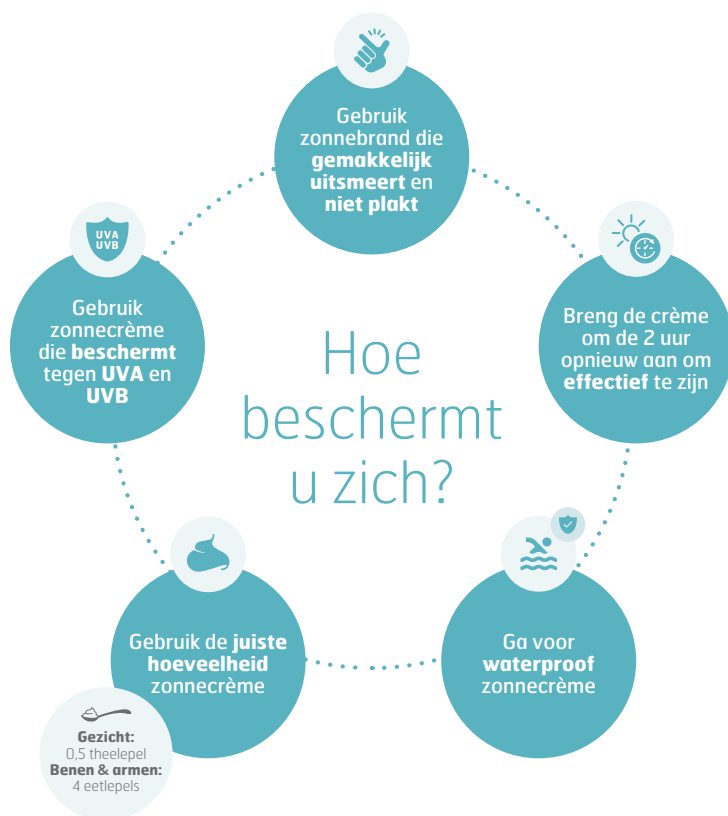 Gebruik
zonnebrand die
gemakkelijk
uitsmeert en
niet plakt
UVA
UVB
Gebruik
zonnecrème
die beschermt
tegen UVA en
UVB
Breng de crème
om de 2 uur
opnieuw aan om
effectief te zijn
Hoe
beschermt
u zich?
Gebruik de juiste
hoeveelheid
zonnecrème
Gezicht:
0,5 theelepel
Benen & armen:
4 eetlepels
Ga voor
waterproof
zonnecrème